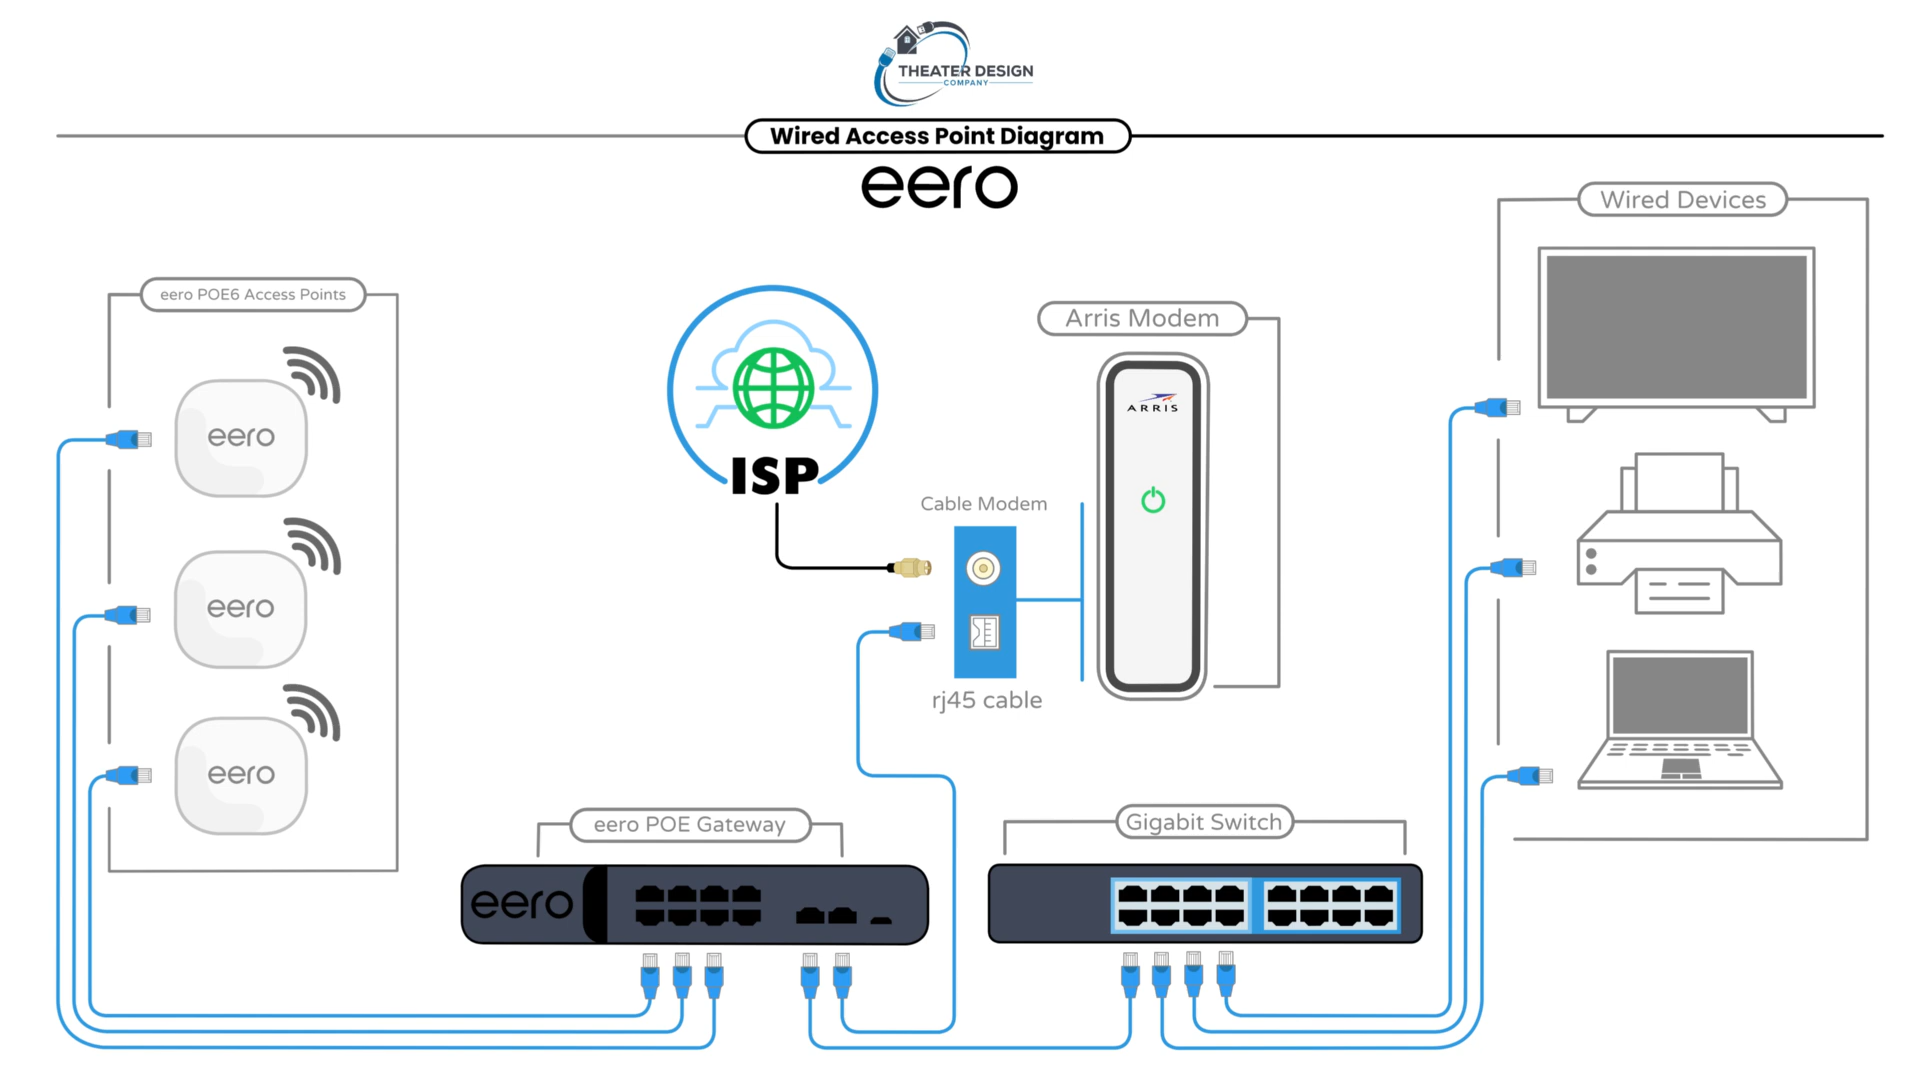 THEATER DESIGN
COMPANY
Wired Access Point Diagram
eero
Wired Devices
eero POE6 Access Points
Arris Modem
ARRIS
eero
ISP
Cable Modem
eero
rj45 cable
eero
eero POE Gateway
Gigabit Switch
eero